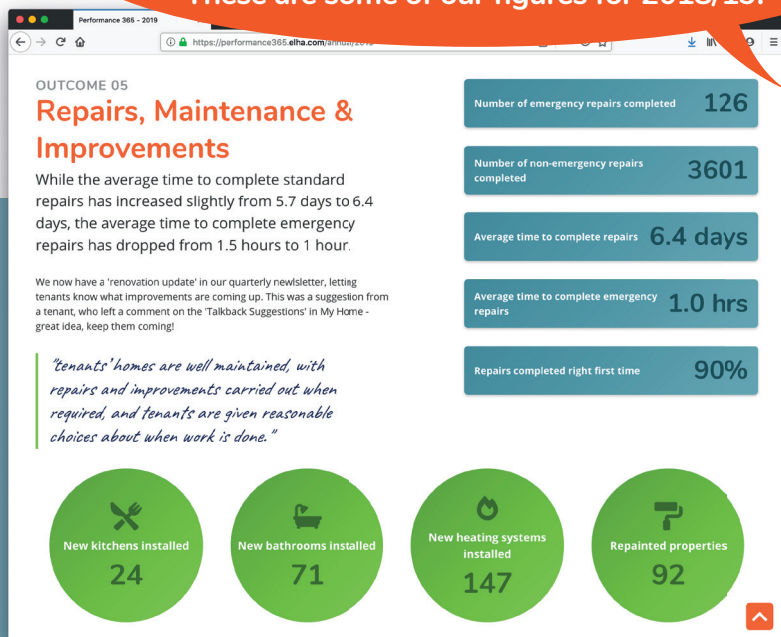 These are some of our figures for 2018/19.
Performance 365 - 2019
https://performance365.elha.com/annual/2019
OUTCOME 05
Repairs, Maintenance &
Improvements
While the average time to complete standard
repairs has increased slightly from 5.7 days to 6.4
days, the average time to complete emergency
repairs has dropped from 1.5 hours to 1 hour.
We now have a 'renovation update' in our quarterly newlsletter, letting
tenants know what improvements are coming up. This was a suggestion from
a tenant, who left a comment on the 'Talkback Suggestions' in My Home -
great idea, keep them coming!
"tenants' homes are well maintained, with
repairs and improvements carried out when
required, and tenants are given reasonable
choices about when work is done."
Number of emergency repairs completed 126
Number of non-emergency repairs
completed 3601
Average time to complete repairs 6.4 days
Average time to complete emergency
repairs 1.0 hrs
Repairs completed right first time 90%
New kitchens installed
24
New bathrooms installed
71
New heating systems
installed
147
Repainted properties
92